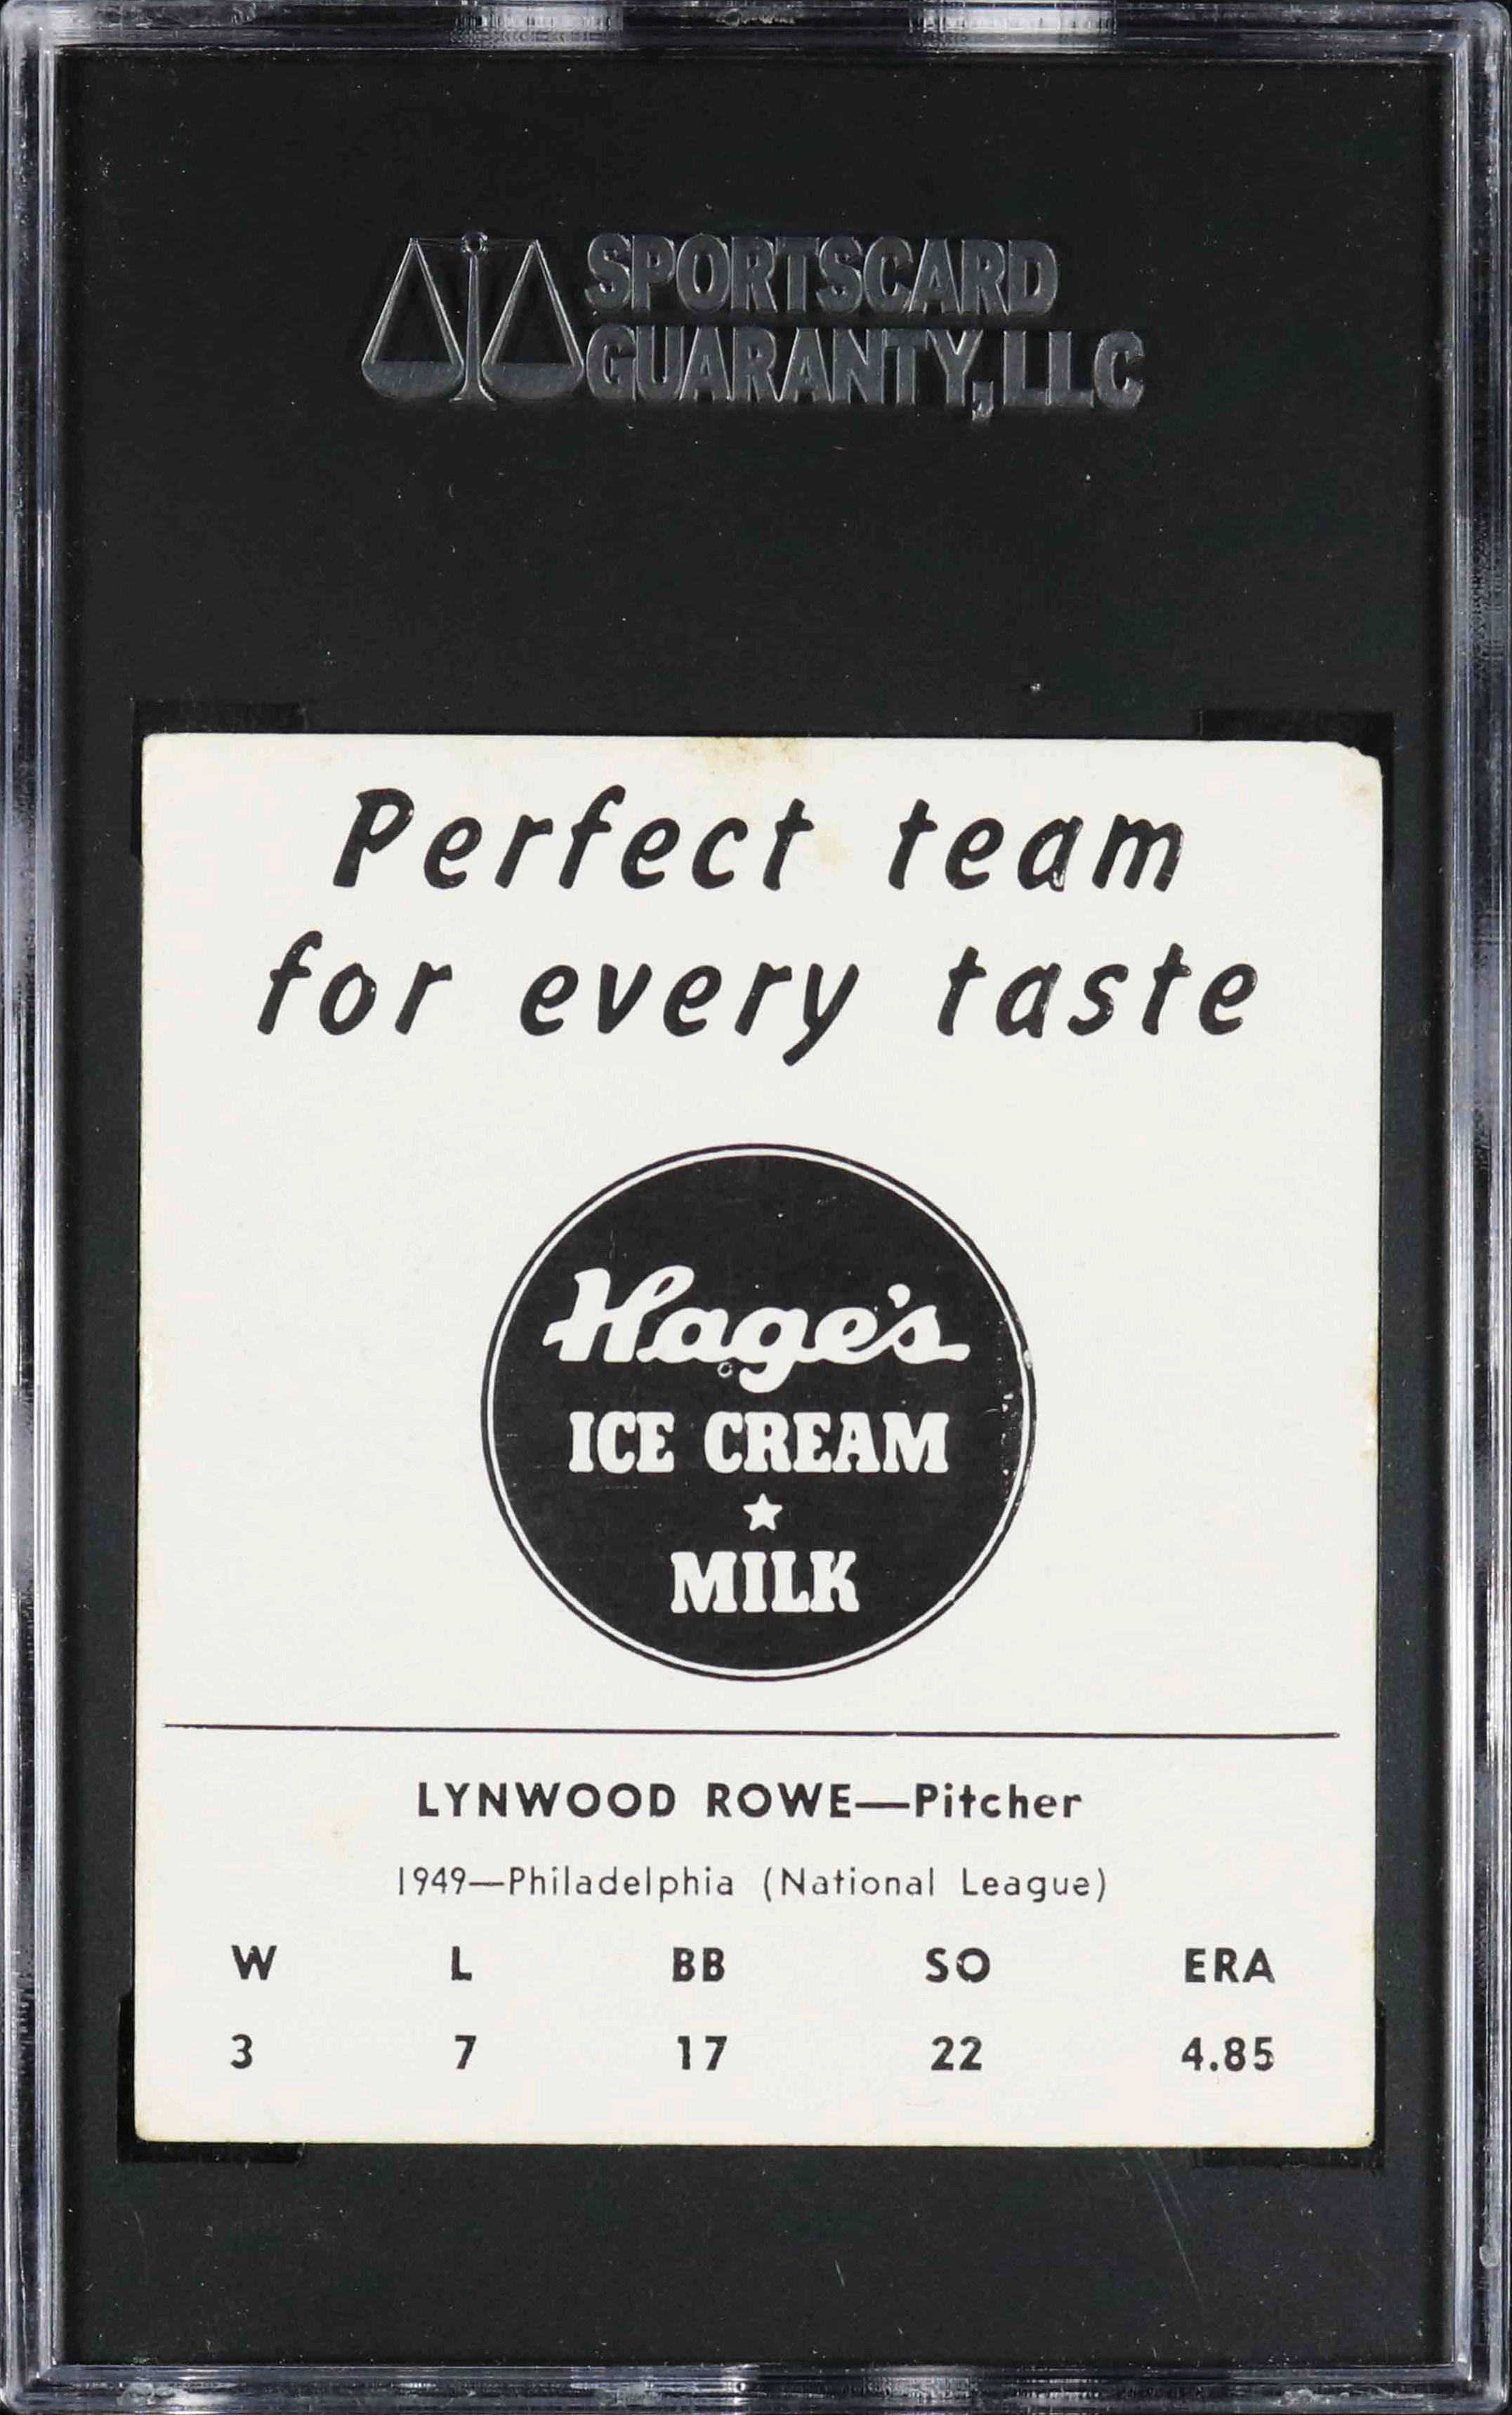 SPORTSCARD
GUARANTY, LLC
Perfect team
for every taste
Hage's
ICE CREAM
★
MILK
LYNWOOD ROWE—Pitcher
1949—Philadelphia (National League)
W L BB SO ERA
3 7 17 22 4.85